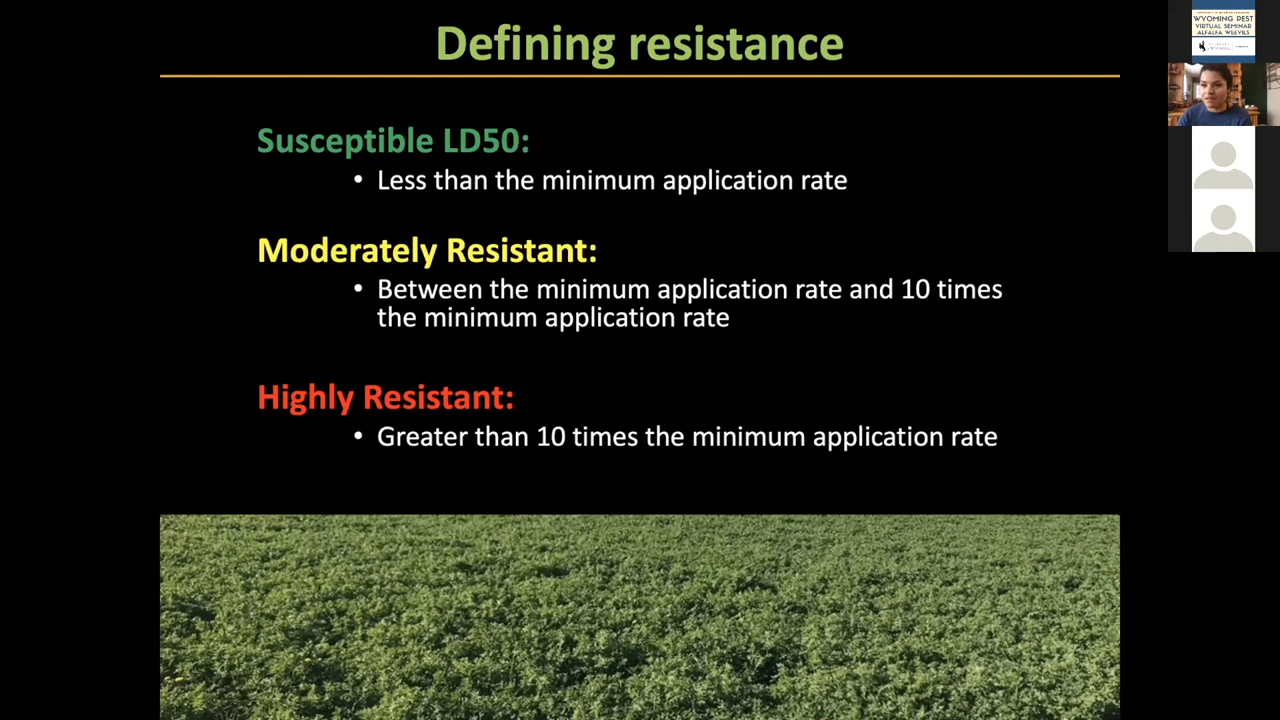 Defining resistance
Susceptible LD50:
• Less than the minimum application rate
Moderately Resistant:
• Between the minimum application rate and 10 times
the minimum application rate
Highly Resistant:
• Greater than 10 times the minimum application rate
WYOMING PEST
VIRTUAL SEMINAR
ALFALFA WEEVILS